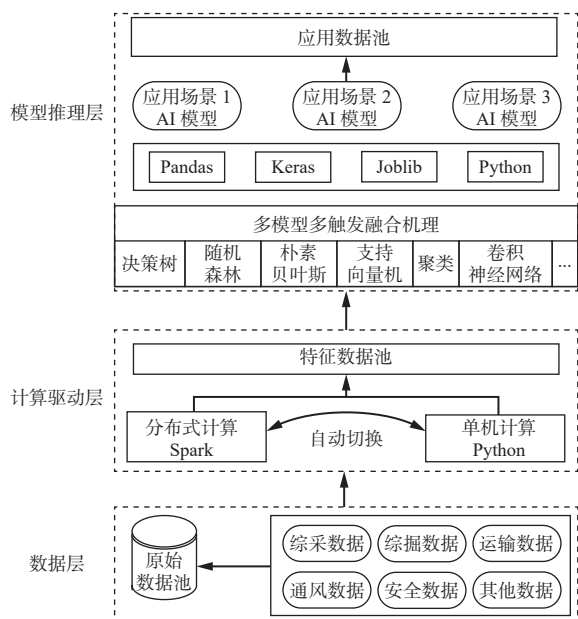 应用数据池
应用场景 1
AI 模型
应用场景 2
AI 模型
应用场景 3
AI 模型
模型推理层
Pandas
Keras
Joblib
Python
多模型多触发融合机理
决策树
随机
森林
朴素
贝叶斯
支持
向量机
聚类
卷积
神经网络
...
特征数据池
计算驱动层
分布式计算
Spark
自动切换
单机计算
Python
数据层
原始
数据池
综采数据
综掘数据
运输数据
通风数据
安全数据
其他数据